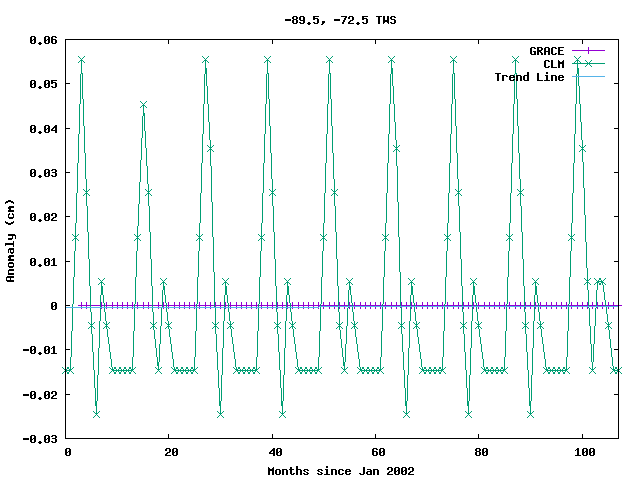 -89.5, -72.5 TWS
GRACE
CLM
Trend Line
0.06
0.05
0.04
0.03
0.02
0.01
0
-0.01
-0.02
-0.03
Anomaly (cm)
0 20 40 60 80 100
Months since Jan 2002